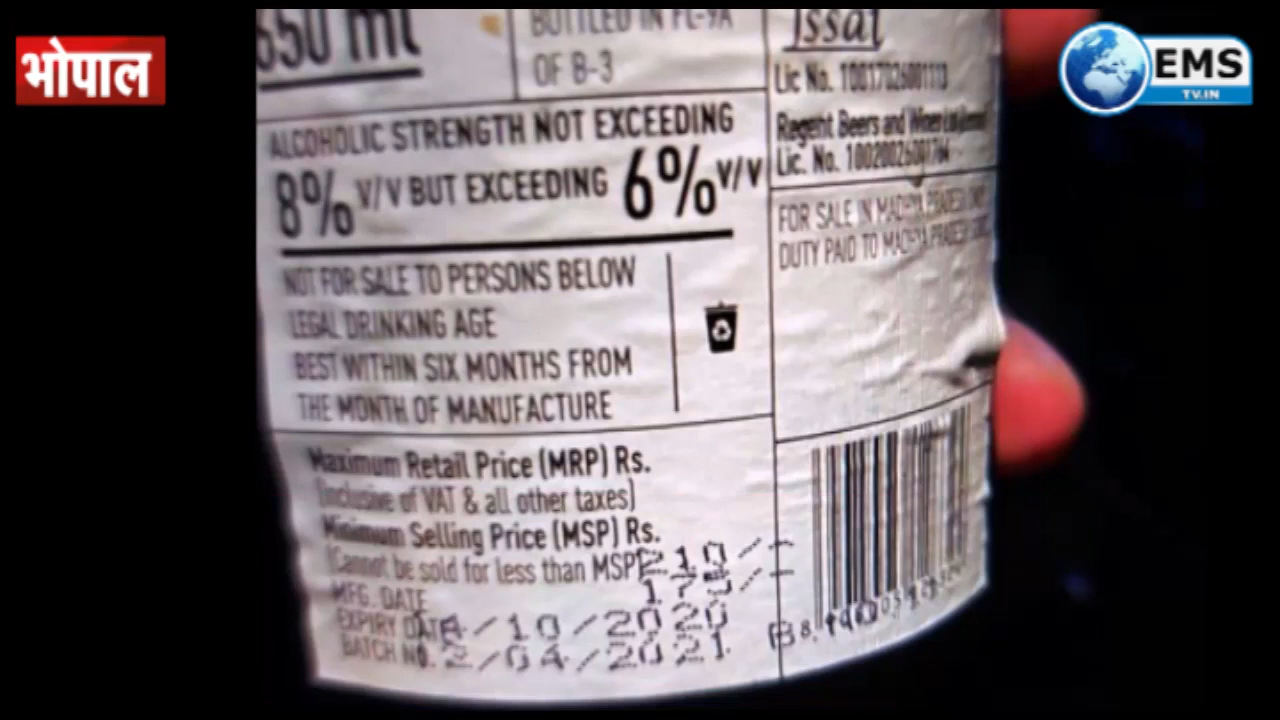 भोपाल
EMS
TV.IN
650 ml
BOTTLED IN FL-9A
OF B-3
ALCOHOLIC STRENGTH NOT EXCEEDING
8% V/V BUT EXCEEDING 6% V/V
NOT FOR SALE TO PERSONS BELOW
LEGAL DRINKING AGE
BEST WITHIN SIX MONTHS FROM
THE MONTH OF MANUFACTURE
Maximum Retail Price (MRP) Rs.
(Inclusive of VAT & all other taxes)
Minimum Selling Price (MSP) Rs.
(Cannot be sold for less than MSP)
210/-
175/-
MFG. DATE
EXPIRY DATE
/10/2020
BATCH NO.
2/04/2021
Lic No.
Regent Beers and Wines
Lic. No.
FOR SALE IN MADHYA PRADESH
DUTY PAID TO MADHYA PRADESH